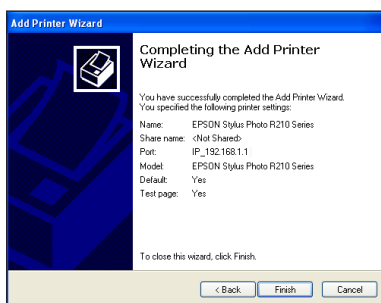 Add Printer Wizard
Completing the Add Printer
Wizard
You have successfully completed the Add Printer Wizard.
You specified the following printer settings:
Name: EPSON Stylus Photo R210 Series
Share name: <Not Shared>
Port: IP_192.168.1.1
Model: EPSON Stylus Photo R210 Series
Default: Yes
Test page: Yes
To close this wizard, click Finish.
< Back Finish Cancel